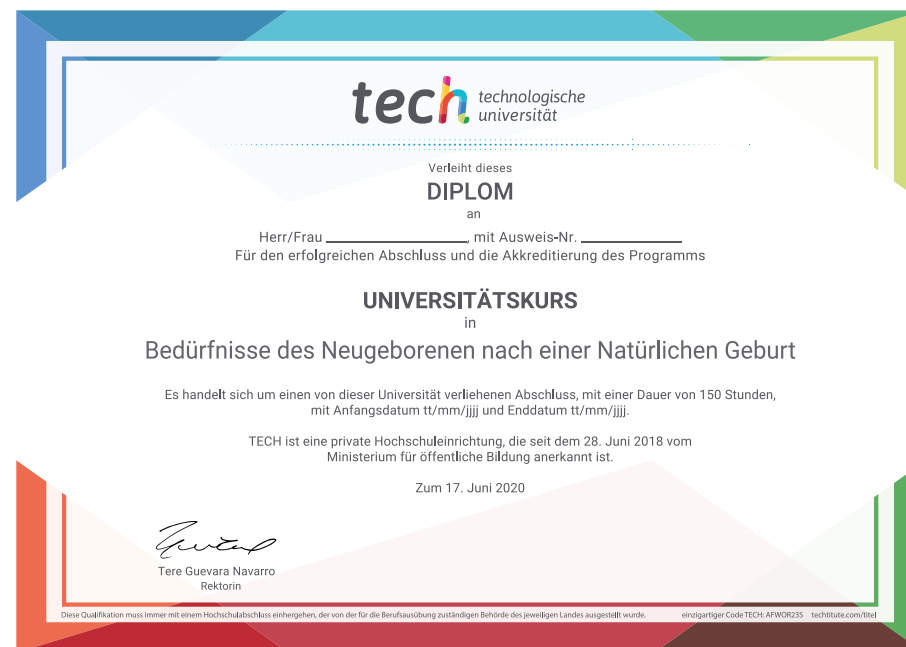 tech technologische
universität
Verleiht dieses
DIPLOM
an
Herr/Frau ____________, mit Ausweis-Nr. ____________
Für den erfolgreichen Abschluss und die Akkreditierung des Programms
UNIVERSITÄTSKURS
in
Bedürfnisse des Neugeborenen nach einer Natürlichen Geburt
Es handelt sich um einen von dieser Universität verliehenen Abschluss, mit einer Dauer von 150 Stunden,
mit Anfangsdatum tt/mm/jjjj und Enddatum tt/mm/jjjj.
TECH ist eine private Hochschuleinrichtung, die seit dem 28. Juni 2018 vom
Ministerium für öffentliche Bildung anerkannt ist.
Zum 17. Juni 2020
Tere Guevara Navarro
Rektorin
Diese Qualifikation muss immer mit einem Hochschulabschluss einhergehen, der von der für die Berufsausübung zuständigen Behörde des jeweiligen Landes ausgestellt wurde. einzigartiger Code TECH: AFWOR235 techtitute.com/titel